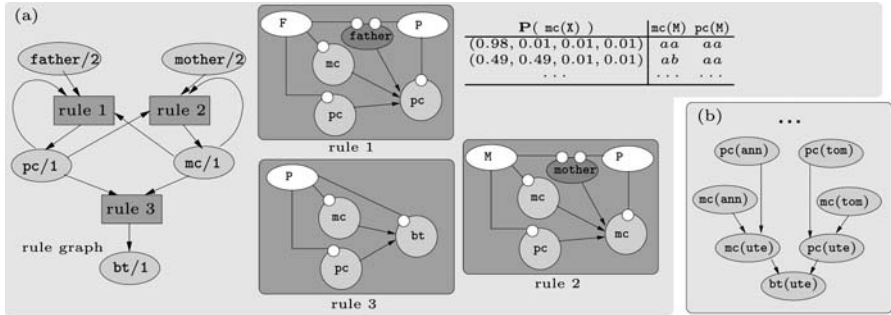 (a)
father/2
mother/2
rule 1
rule 2
pc/1
mc/1
rule 3
rule graph
bt/1
F
father
P
mc
pc
pc
rule 1
P
mc
bt
pc
rule 3
M
mother
P
mc
mc
pc
rule 2
P( mc(X) ) mc(M) pc(M)
(0.98, 0.01, 0.01, 0.01) aa aa
(0.49, 0.49, 0.01, 0.01) ab aa
... ... ...
(b)
...
pc(ann) pc(tom)
mc(ann) mc(tom)
mc(ute) pc(ute)
bt(ute)